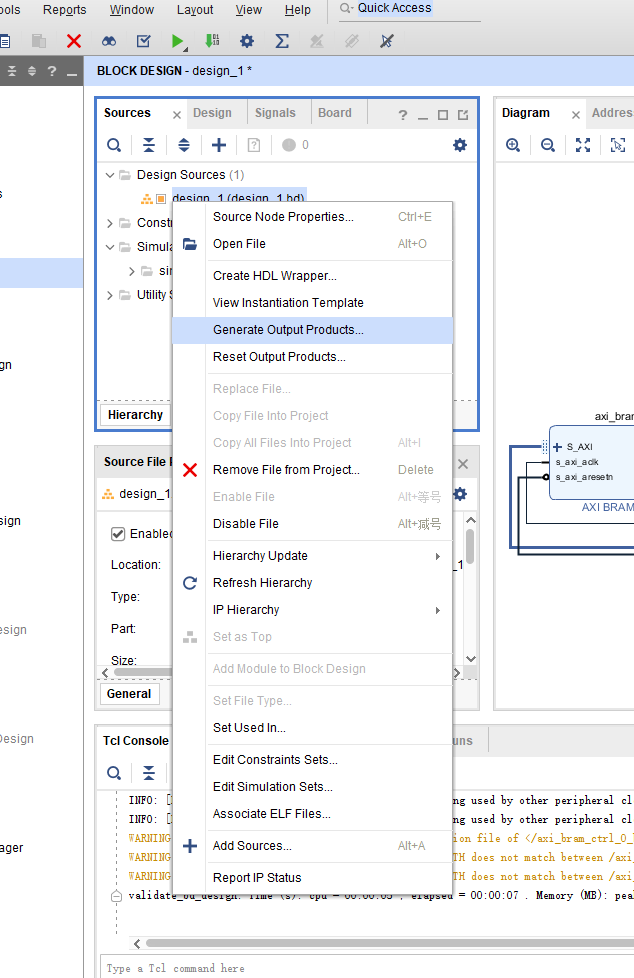 ols Reports Window Layout View Help Quick Access
BLOCK DESIGN - design_1 *
Sources Design Signals Board
0
Design Sources (1)
design_1 (design_1.bd)
Constr
Simula
sim
Utility S
Hierarchy
Source Node Properties... Ctrl+E
Open File Alt+O
Create HDL Wrapper...
View Instantiation Template
Generate Output Products...
Reset Output Products...
Replace File...
Copy File Into Project
Copy All Files Into Project Alt+I
Remove File from Project... Delete
Enable File Alt+等号
Disable File Alt+减号
Hierarchy Update
Refresh Hierarchy
IP Hierarchy
Set as Top
Add Module to Block Design
Set File Type...
Set Used In...
Edit Constraints Sets...
Edit Simulation Sets...
Associate ELF Files...
Add Sources... Alt+A
Report IP Status
Source File P
design_1
Enabled
Location: _1
Type:
Part:
Size:
General
Diagram Addres
axi_bram
S_AXI
s_axi_aclk
s_axi_aresetn
AXI BRAM
s
gn
sign
esign
Design
ager
Tcl Console uns
INFO: [ ng used by other peripheral cl
INFO: [ ng used by other peripheral cl
WARNING ion file of </axi_bram_ctrl_0_
WARNING TH does not match between /axi_
WARNING TH does not match between /axi_
validate_bd_design: Time (s): cpu = 00:00:03 ; elapsed = 00:00:07 . Memory (MB): peal
Type a Tcl command here